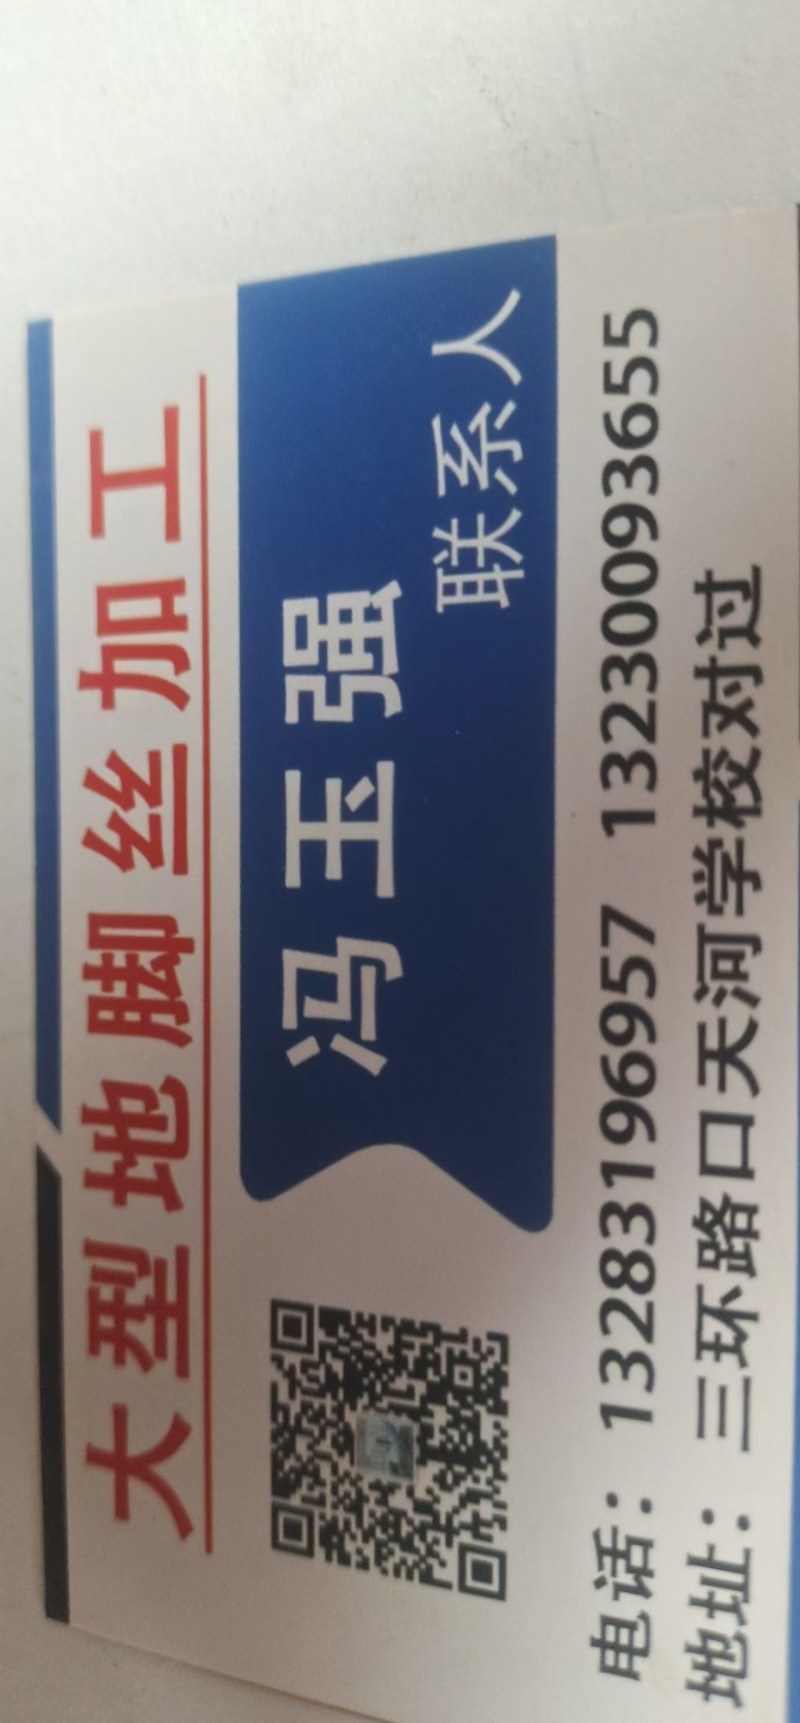 大型地脚丝加工
冯玉强
联系人
电话：13283196957 13230093655
地址：三环路口天河学校对过